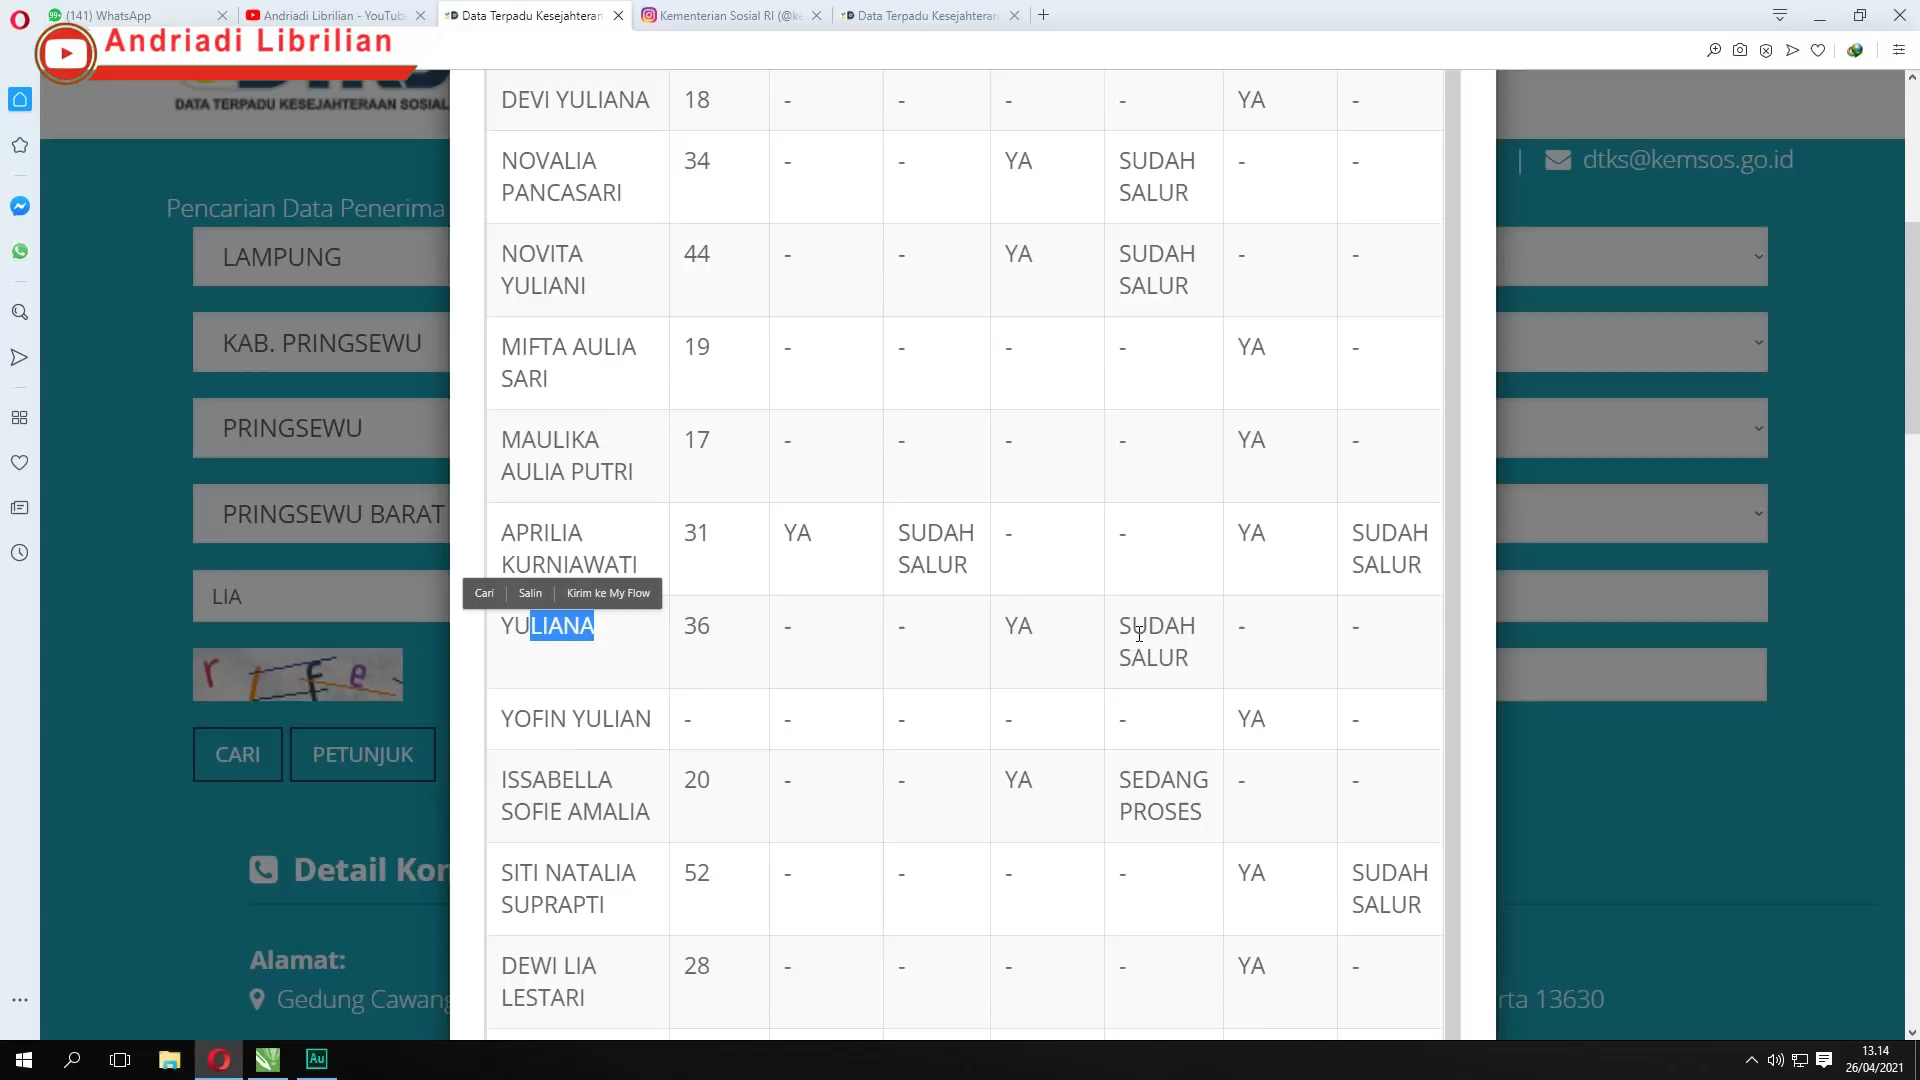 (141) WhatsApp
Andriadi Librilian - YouTube
Data Terpadu Kesejahteran
Kementerian Sosial RI (@ke
Data Terpadu Kesejahteran
Andriadi Librilian
DATA TERPADU KESEJAHTERAAN SOSIAL
dtks@kemsos.go.id
Pencarian Data Penerima
LAMPUNG
KAB. PRINGSEWU
PRINGSEWU
PRINGSEWU BARAT
LIA
CARI PETUNJUK
Detail Kon
Alamat:
Gedung Cawang
rta 13630
DEVI YULIANA 18 - - - - YA -
NOVALIA PANCASARI 34 - - YA SUDAH SALUR - -
NOVITA YULIANI 44 - - YA SUDAH SALUR - -
MIFTA AULIA SARI 19 - - - - YA -
MAULIKA AULIA PUTRI 17 - - - - YA -
APRILIA KURNIAWATI 31 YA SUDAH SALUR - - YA SUDAH SALUR
Cari Salin Kirim ke My Flow
YULIANA 36 - - YA SUDAH SALUR - -
YOFIN YULIAN - - - - - YA -
ISSABELLA SOFIE AMALIA 20 - - YA SEDANG PROSES - -
SITI NATALIA SUPRAPTI 52 - - - - YA SUDAH SALUR
DEWI LIA LESTARI 28 - - - - YA -
Au
13.14
26/04/2021